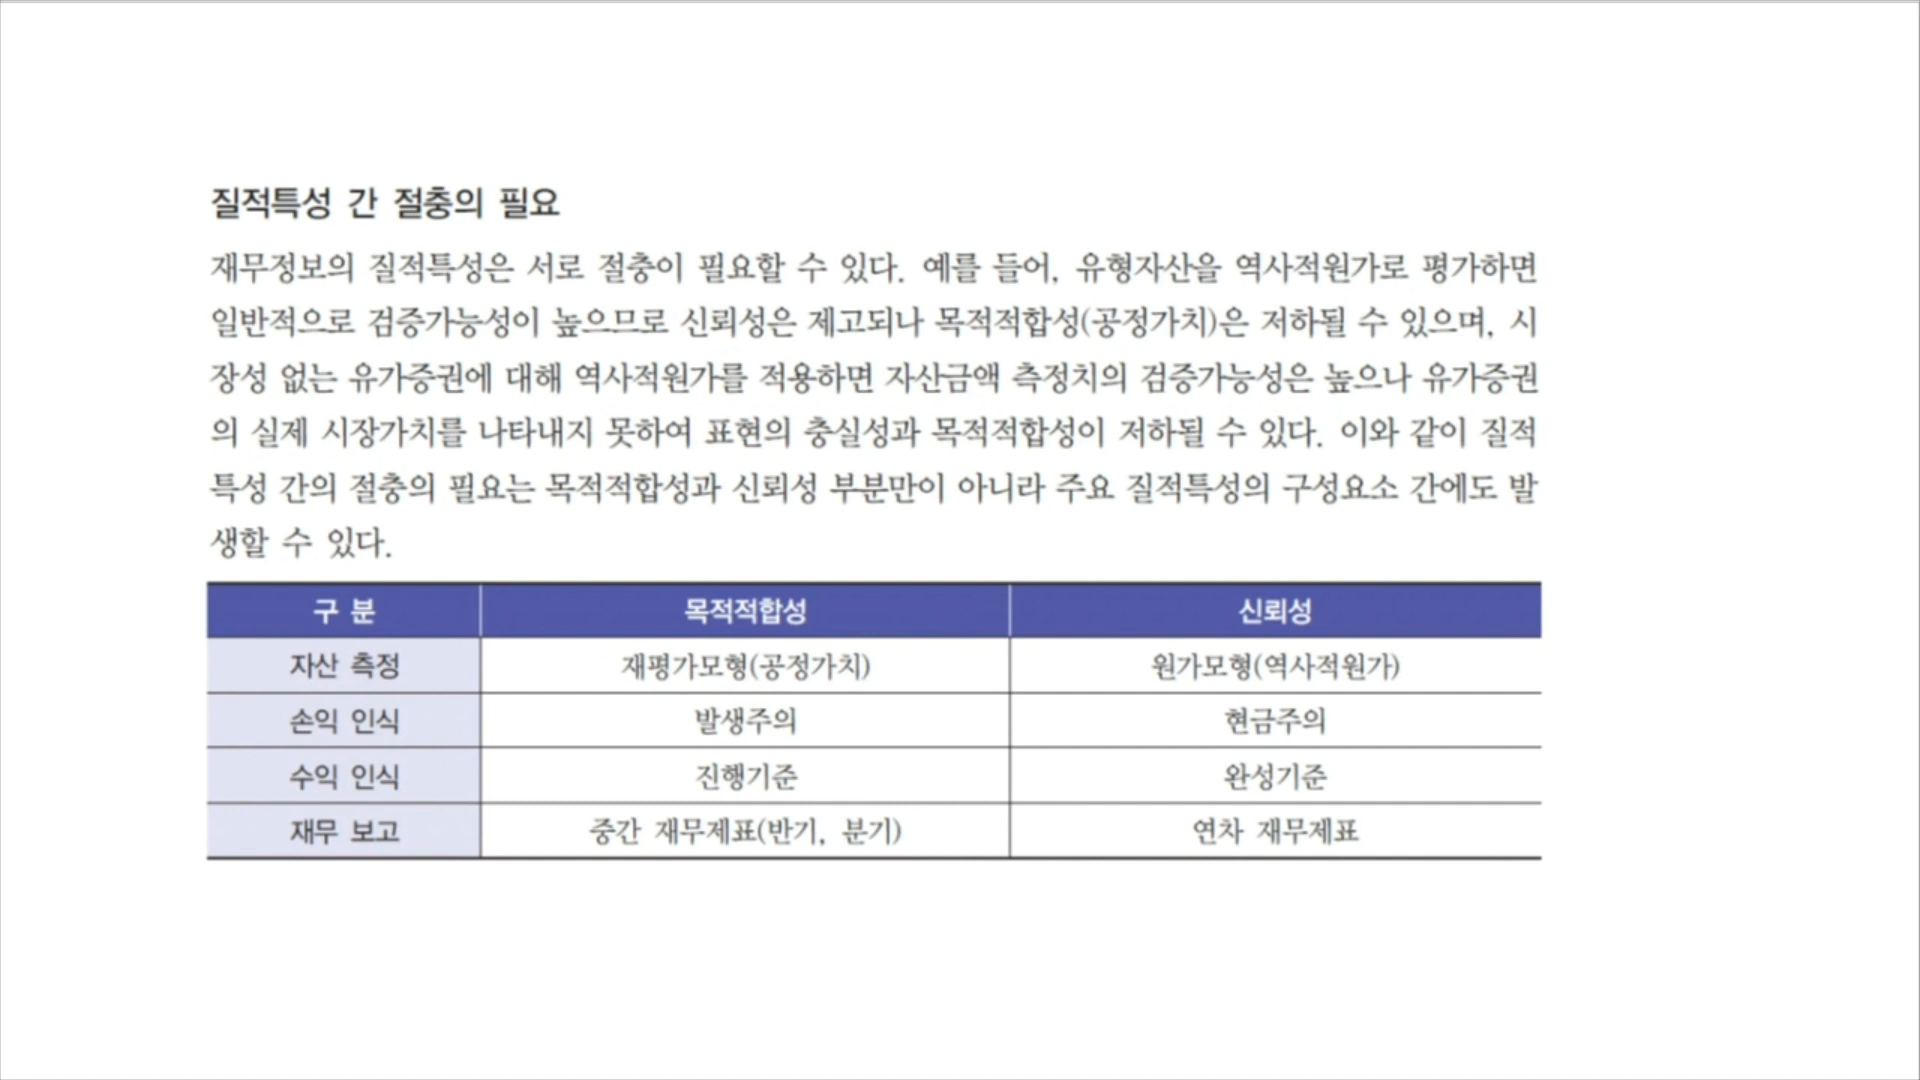 질적특성 간 절충의 필요
재무정보의 질적특성은 서로 절충이 필요할 수 있다. 예를 들어, 유형자산을 역사적원가로 평가하면
일반적으로 검증가능성이 높으므로 신뢰성은 제고되나 목적적합성(공정가치)은 저하될 수 있으며, 시
장성 없는 유가증권에 대해 역사적원가를 적용하면 자산금액 측정치의 검증가능성은 높으나 유가증권
의 실제 시장가치를 나타내지 못하여 표현의 충실성과 목적적합성이 저하될 수 있다. 이와 같이 질적
특성 간의 절충의 필요는 목적적합성과 신뢰성 부분만이 아니라 주요 질적특성의 구성요소 간에도 발
생할 수 있다.
구 분 목적적합성 신뢰성
자산 측정 재평가모형(공정가치) 원가모형(역사적원가)
손익 인식 발생주의 현금주의
수익 인식 진행기준 완성기준
재무 보고 중간 재무제표(반기, 분기) 연차 재무제표